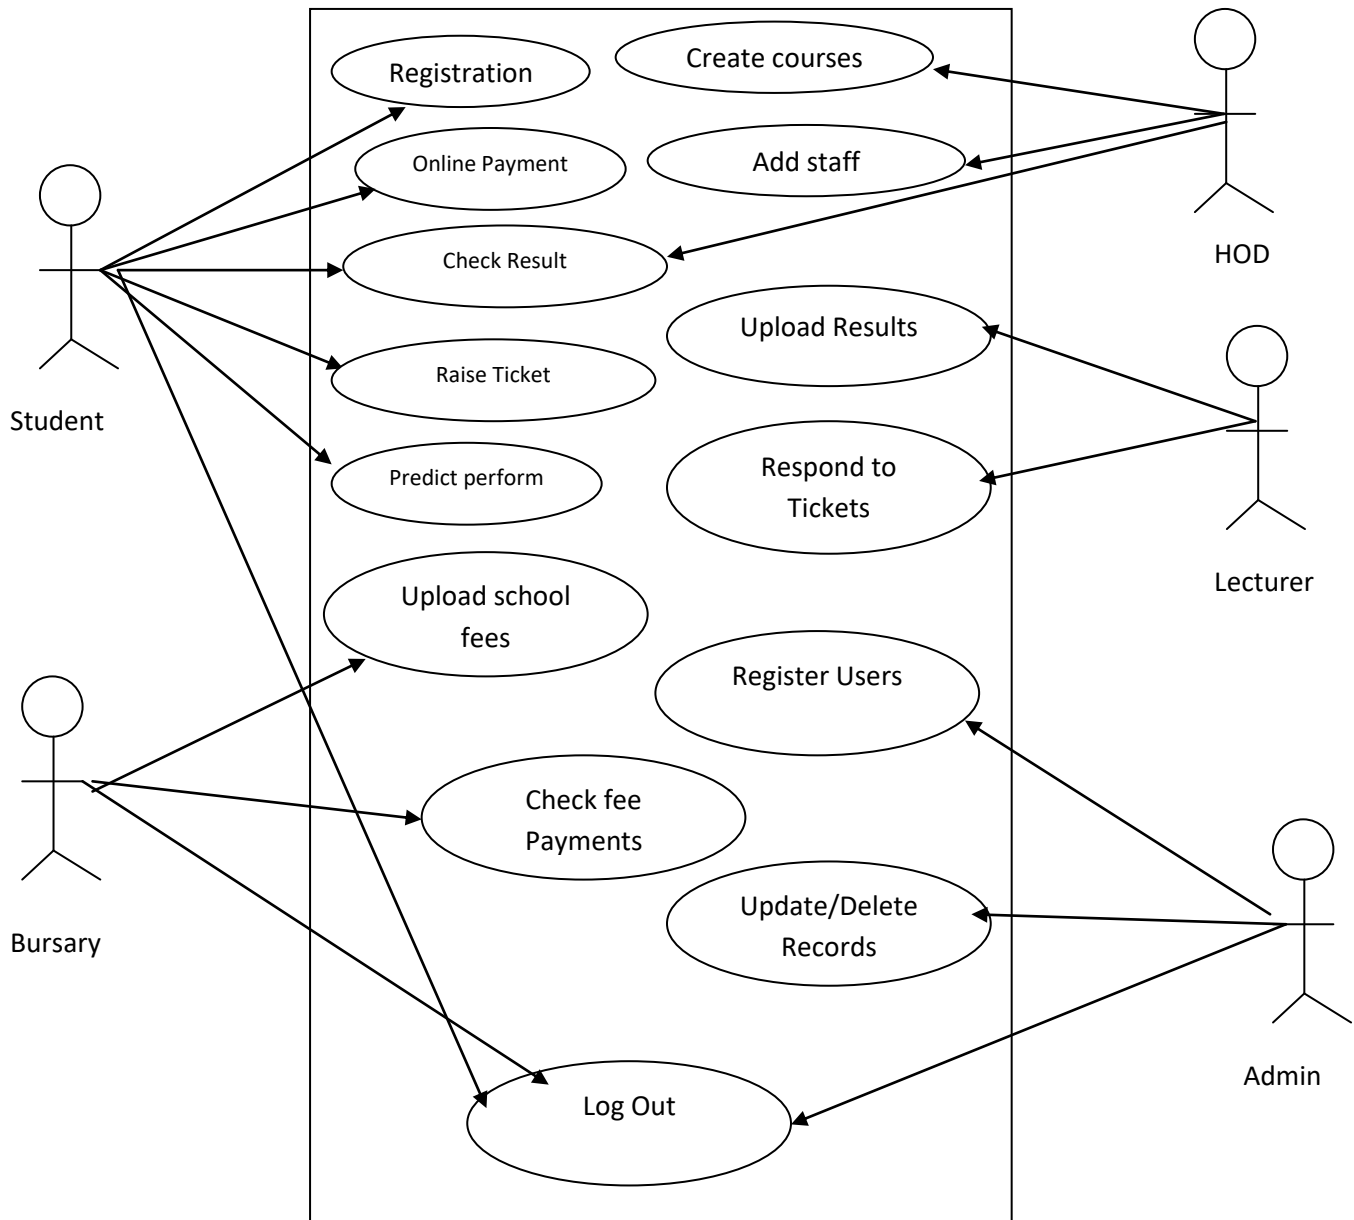 Registration
Create courses
Online Payment
Add staff
Check Result
HOD
Upload Results
Raise Ticket
Student
Predict perform
Respond to
Tickets
Lecturer
Upload school
fees
Register Users
Check fee
Payments
Bursary
Update/Delete
Records
Admin
Log Out